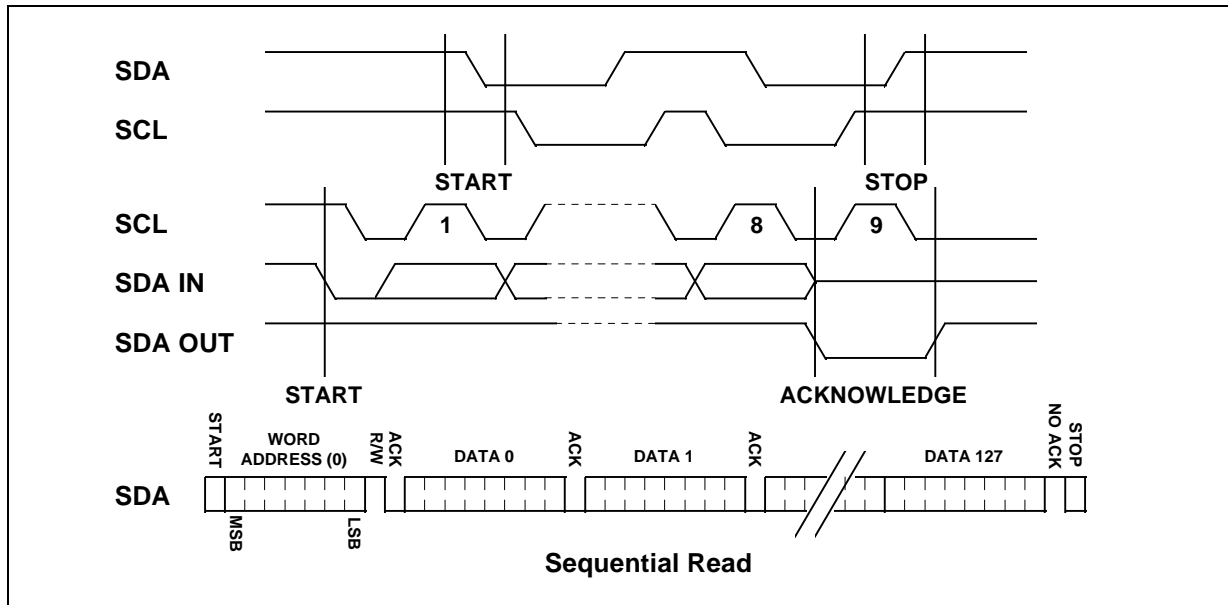 SDA
SCL
START
STOP
SCL
1
8
9
SDA IN
SDA OUT
START
ACKNOWLEDGE
START
WORD
ADDRESS (0)
R/W
ACK
DATA 0
ACK
DATA 1
ACK
DATA 127
NO ACK
STOP
SDA
MSB
LSB
Sequential Read